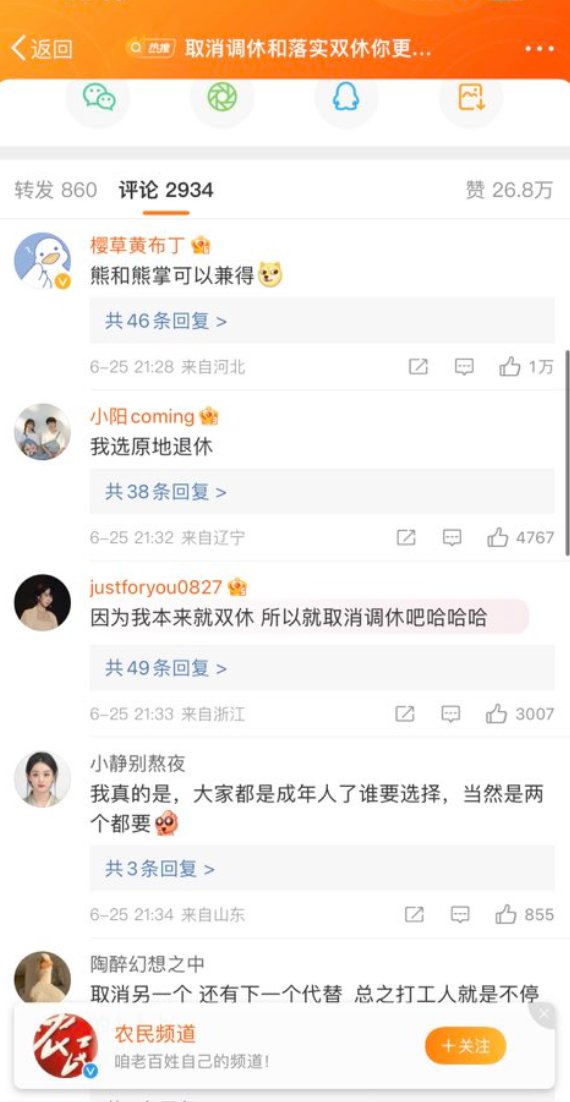 返回
热搜 取消调休和落实双休你更...
转发 860 评论 2934 赞 26.8万
樱草黄布丁
熊和熊掌可以兼得
共46条回复 >
6-25 21:28 来自河北 1万
小阳coming
我选原地退休
共38条回复 >
6-25 21:32 来自辽宁 4767
justforyou0827
因为我本来就双休 所以就取消调休吧哈哈哈
共49条回复 >
6-25 21:33 来自浙江 3007
小静别熬夜
我真的是，大家都是成年人了谁要选择，当然是两
个都要
共3条回复 >
6-25 21:34 来自山东 855
陶醉幻想之中
取消另一个 还有下一个代替 总之打工人就是不停
农民频道
+关注
咱老百姓自己的频道！